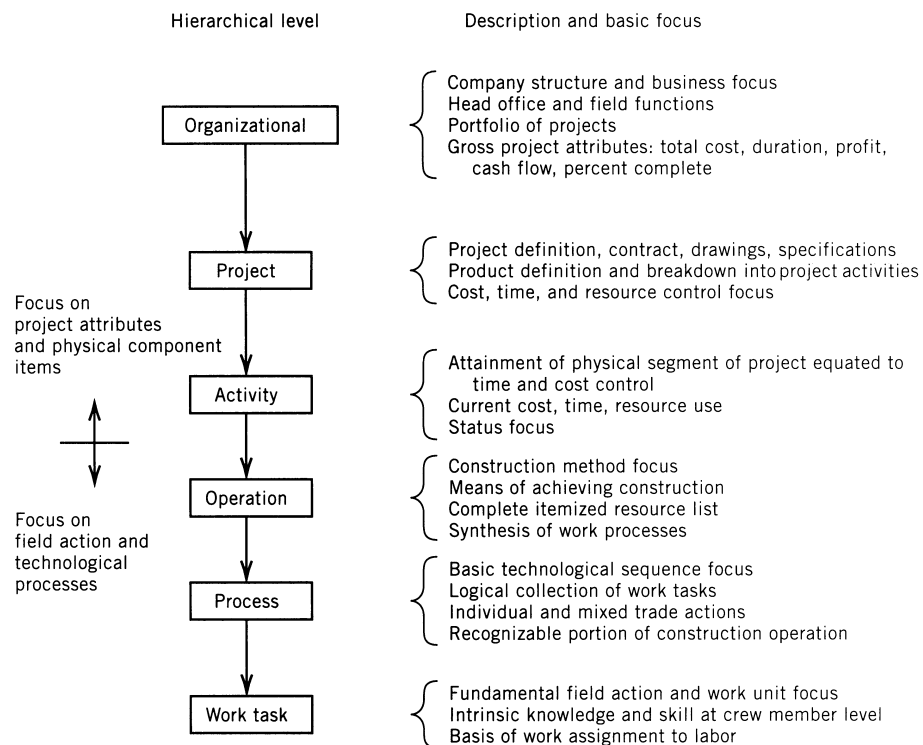 Hierarchical level
Description and basic focus
Organizational
Company structure and business focus
Head office and field functions
Portfolio of projects
Gross project attributes: total cost, duration, profit,
cash flow, percent complete
Project
Project definition, contract, drawings, specifications
Product definition and breakdown into project activities
Cost, time, and resource control focus
Focus on
project attributes
and physical component
items
Activity
Attainment of physical segment of project equated to
time and cost control
Current cost, time, resource use
Status focus
Operation
Construction method focus
Means of achieving construction
Complete itemized resource list
Synthesis of work processes
Focus on
field action and
technological
processes
Process
Basic technological sequence focus
Logical collection of work tasks
Individual and mixed trade actions
Recognizable portion of construction operation
Work task
Fundamental field action and work unit focus
Intrinsic knowledge and skill at crew member level
Basis of work assignment to labor